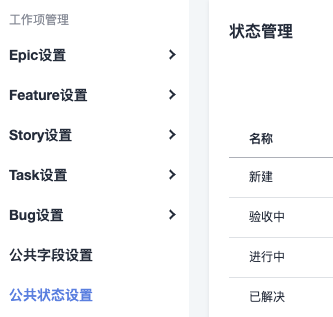 工作项管理
Epic设置
Feature设置
Story设置
Task设置
Bug设置
公共字段设置
公共状态设置
状态管理
名称
新建
验收中
进行中
已解决